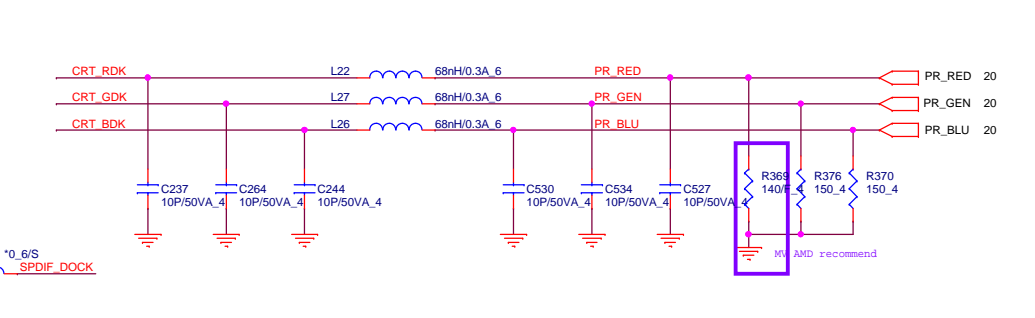 CRT_RDK L22 68nH/0.3A_6 PR_RED PR_RED 20
CRT_GDK L27 68nH/0.3A_6 PR_GEN PR_GEN 20
CRT_BDK L26 68nH/0.3A_6 PR_BLU PR_BLU 20
C237 C264 C244 C530 C534 C527 R369 R376 R370
10P/50VA_4 10P/50VA_4 10P/50VA_4 10P/50VA_4 10P/50VA_4 10P/50VA_4 140/F_4 150_4 150_4
*0_6/S
SPDIF_DOCK
AMD recommend